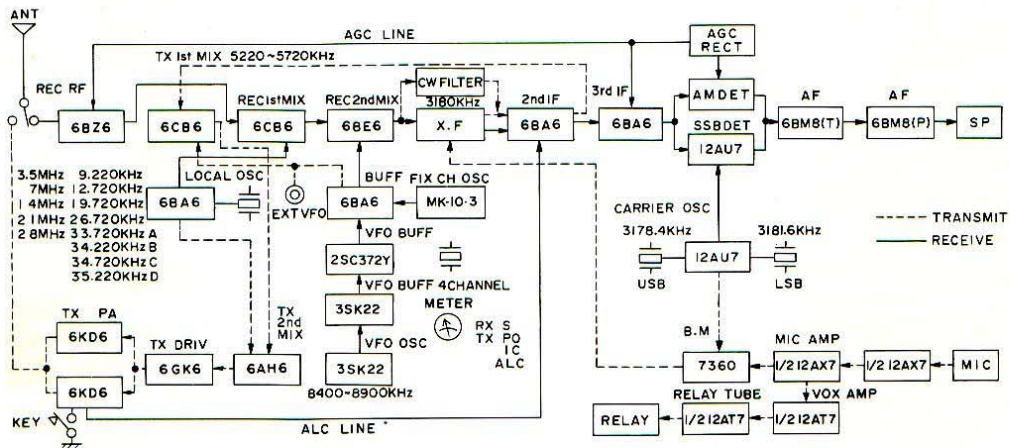 ANT
AGC LINE
AGC
RECT
TX 1st MIX 5220~5720KHz
REC RF
REC1stMIX
REC2ndMIX
CW FILTER
3180KHz
2nd IF
3rd IF
AM DET
AF
AF
6BZ6
6CB6
6CB6
6BE6
X.F
6BA6
6BA6
SSBDET
12AU7
6BM8(T)
6BM8(P)
SP
3.5MHz 9.220KHz
7MHz 12.720KHz
14MHz 19.720KHz
21MHz 26.720KHz
28MHz 33.720KHz A
34.220KHz B
34.720KHz C
35.220KHz D
LOCAL OSC
6BA6
EXT VFO
BUFF
6BA6
FIX CH OSC
MK-10·3
VFO BUFF
2SC372Y
VFO BUFF
3SK22
VFO OSC
3SK22
8400~8900KHz
4CHANNEL
METER
RX S
TX PO
IC
ALC
CARRIER OSC
3178.4KHz
3181.6KHz
12AU7
USB
LSB
TRANSMIT
RECEIVE
TX PA
6KD6
6KD6
TX DRIV
6GK6
TX
2nd
MIX
6AH6
KEY
ALC LINE
B.M
7360
MIC AMP
1/2 12AX7
1/2 12AX7
MIC
RELAY TUBE
VOX AMP
RELAY
1/2 12AT7
1/2 12AT7